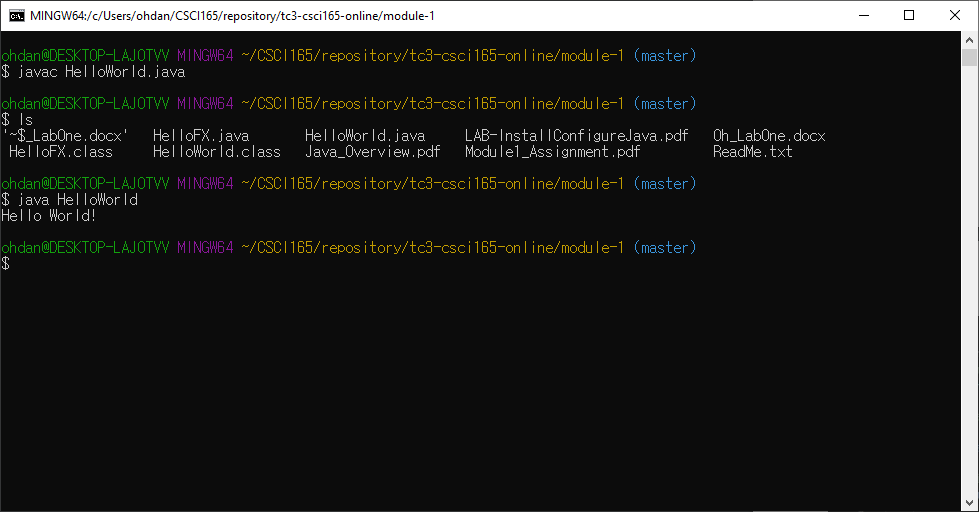 MINGW64:/c/Users/ohdan/CSCI165/repository/tc3-csci165-online/module-1
ohdan@DESKTOP-LAJOTVV MINGW64 ~/CSCI165/repository/tc3-csci165-online/module-1 (master)
$ javac HelloWorld.java
ohdan@DESKTOP-LAJOTVV MINGW64 ~/CSCI165/repository/tc3-csci165-online/module-1 (master)
$ ls
'~$_LabOne.docx'   HelloFX.java       HelloWorld.java     LAB-InstallConfigureJava.pdf   Oh_LabOne.docx
 HelloFX.class     HelloWorld.class   Java_Overview.pdf   Module1_Assignment.pdf         ReadMe.txt
ohdan@DESKTOP-LAJOTVV MINGW64 ~/CSCI165/repository/tc3-csci165-online/module-1 (master)
$ java HelloWorld
Hello World!
ohdan@DESKTOP-LAJOTVV MINGW64 ~/CSCI165/repository/tc3-csci165-online/module-1 (master)
$